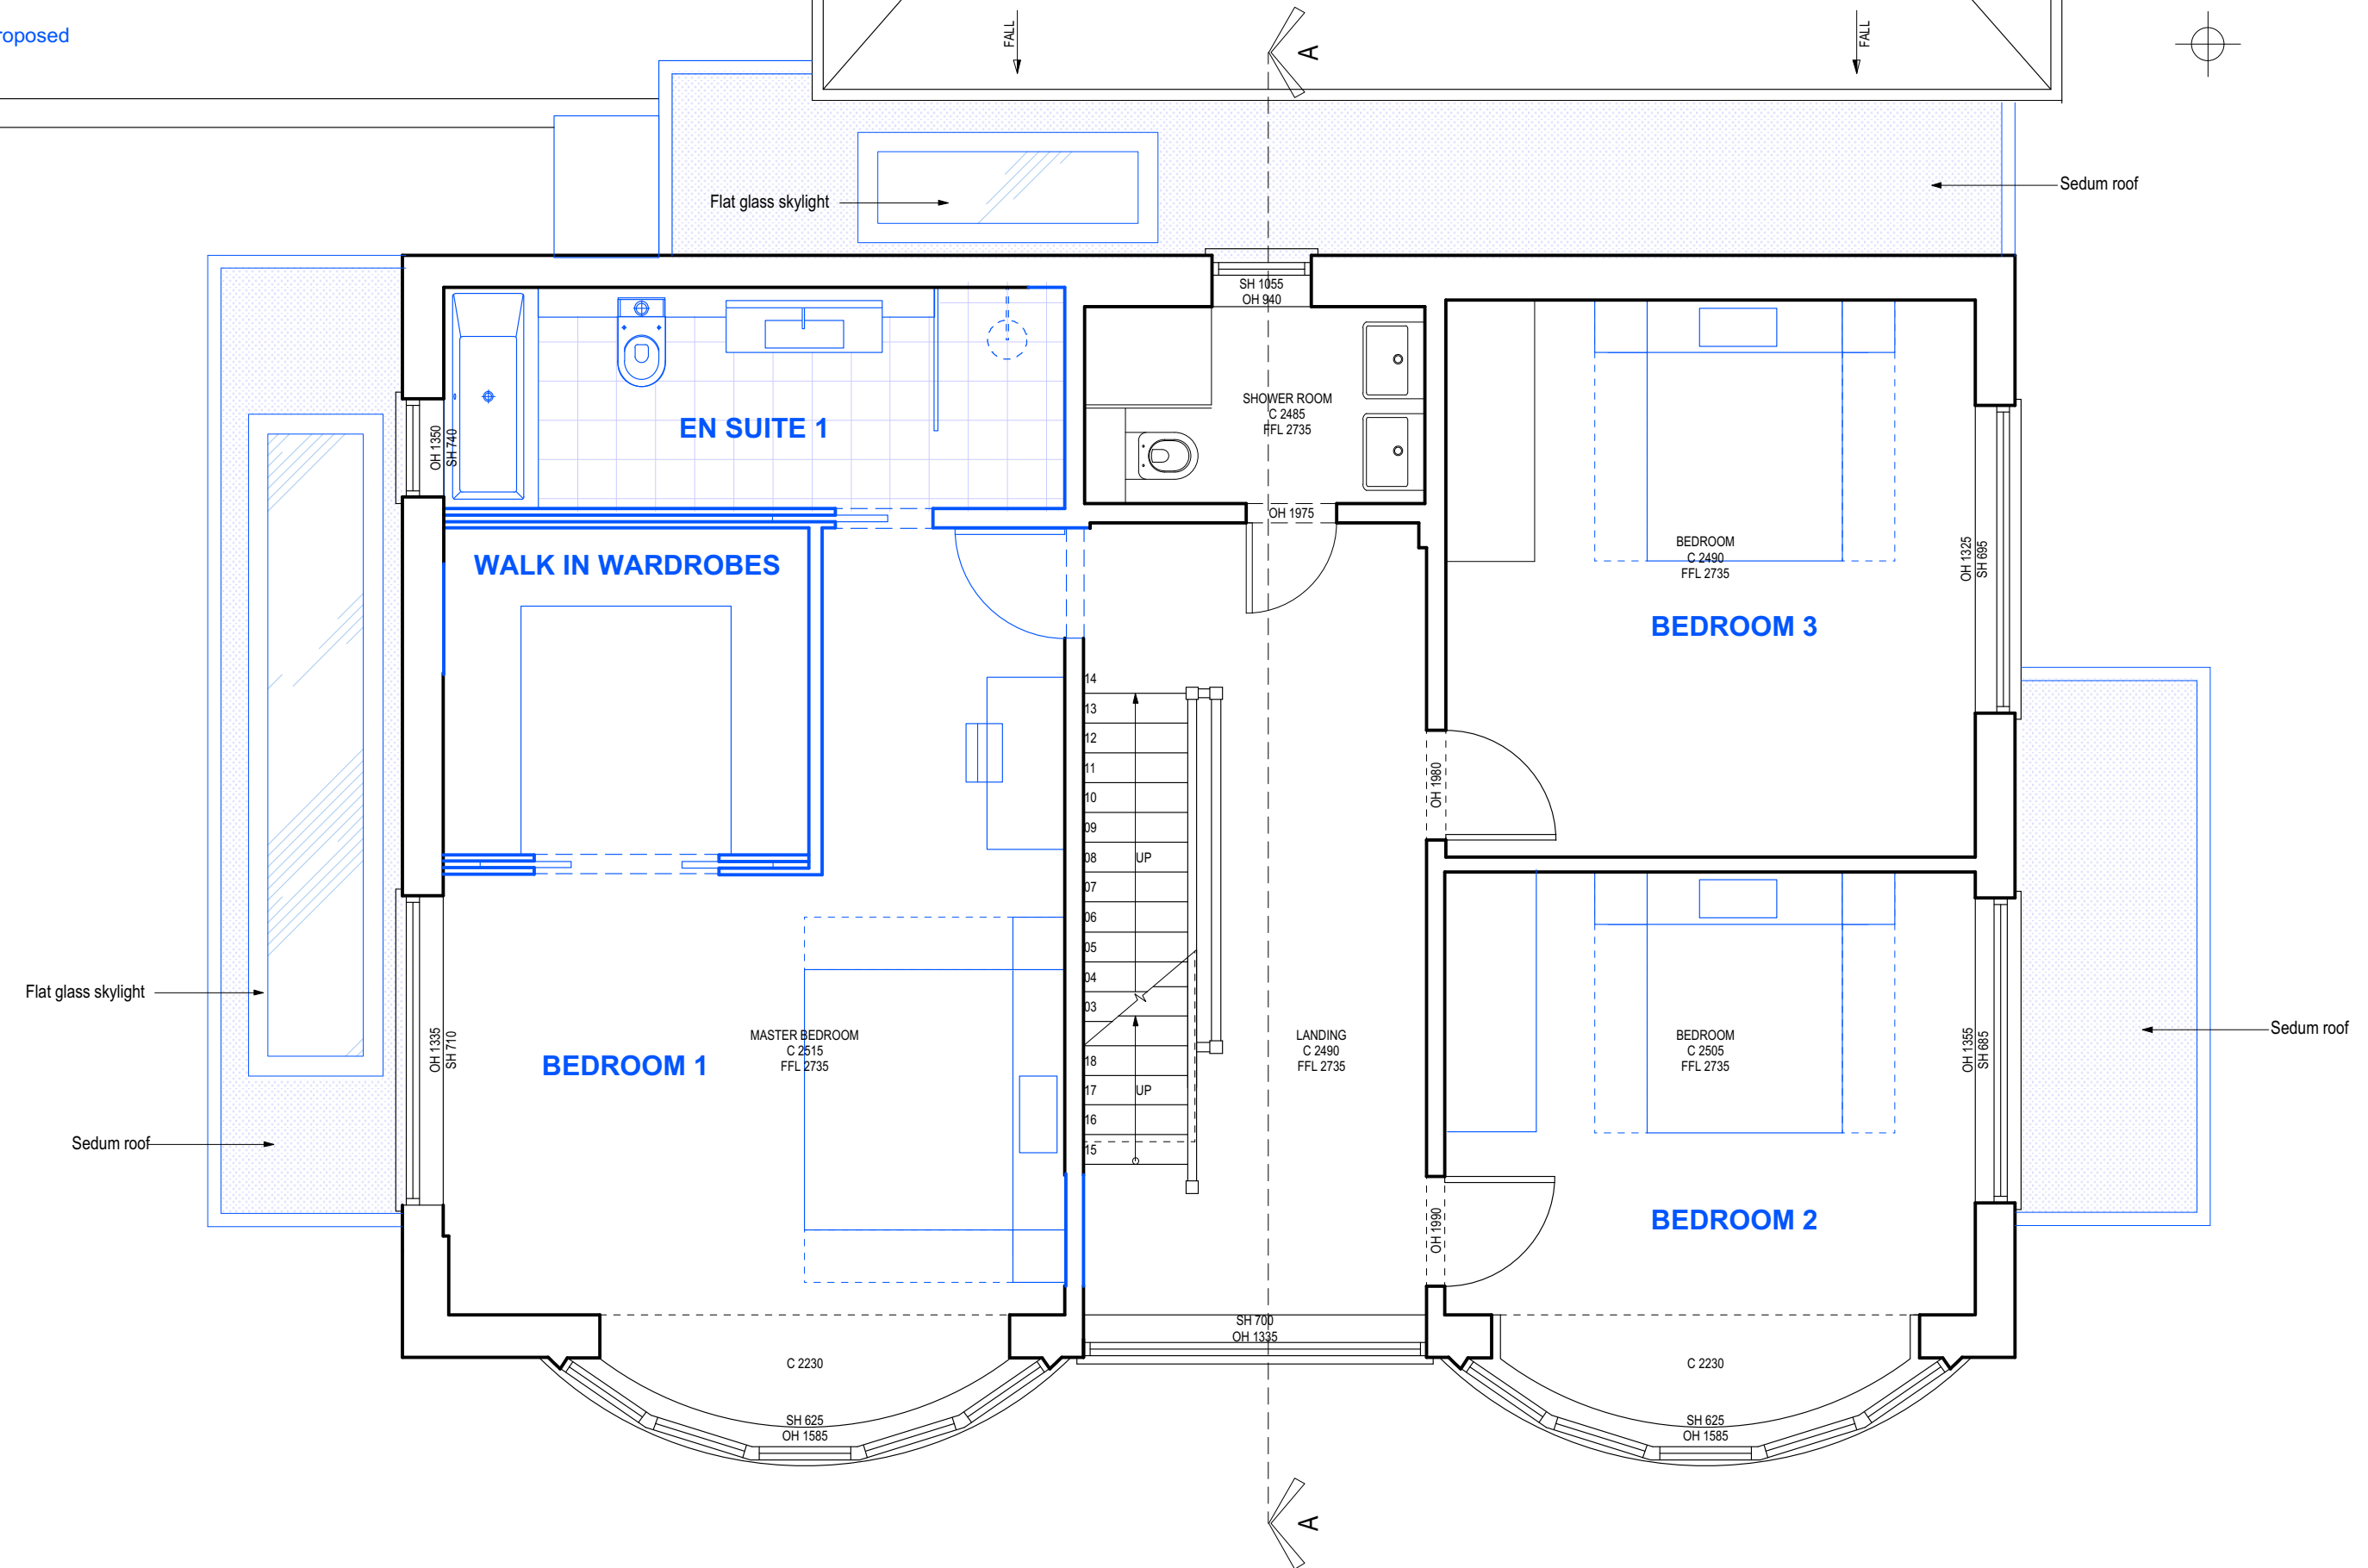 roposed
FALL
A
FALL
Flat glass skylight
Sedum roof
SH 1055
OH 940
EN SUITE 1
OH 1350
SH 740
SHOWER ROOM
C 2485
FFL 2735
OH 1975
WALK IN WARDROBES
BEDROOM
C 2490
FFL 2735
OH 1325
SH 695
BEDROOM 3
14
13
12
11
10
09
08
UP
07
06
05
04
03
OH 1980
Flat glass skylight
OH 1335
SH 710
MASTER BEDROOM
C 2515
FFL 2735
BEDROOM 1
LANDING
C 2490
FFL 2735
BEDROOM
C 2505
FFL 2735
OH 1355
SH 685
Sedum roof
18
17
UP
16
15
Sedum roof
OH 1990
BEDROOM 2
SH 700
OH 1335
C 2230
C 2230
SH 625
OH 1585
SH 625
OH 1585
A